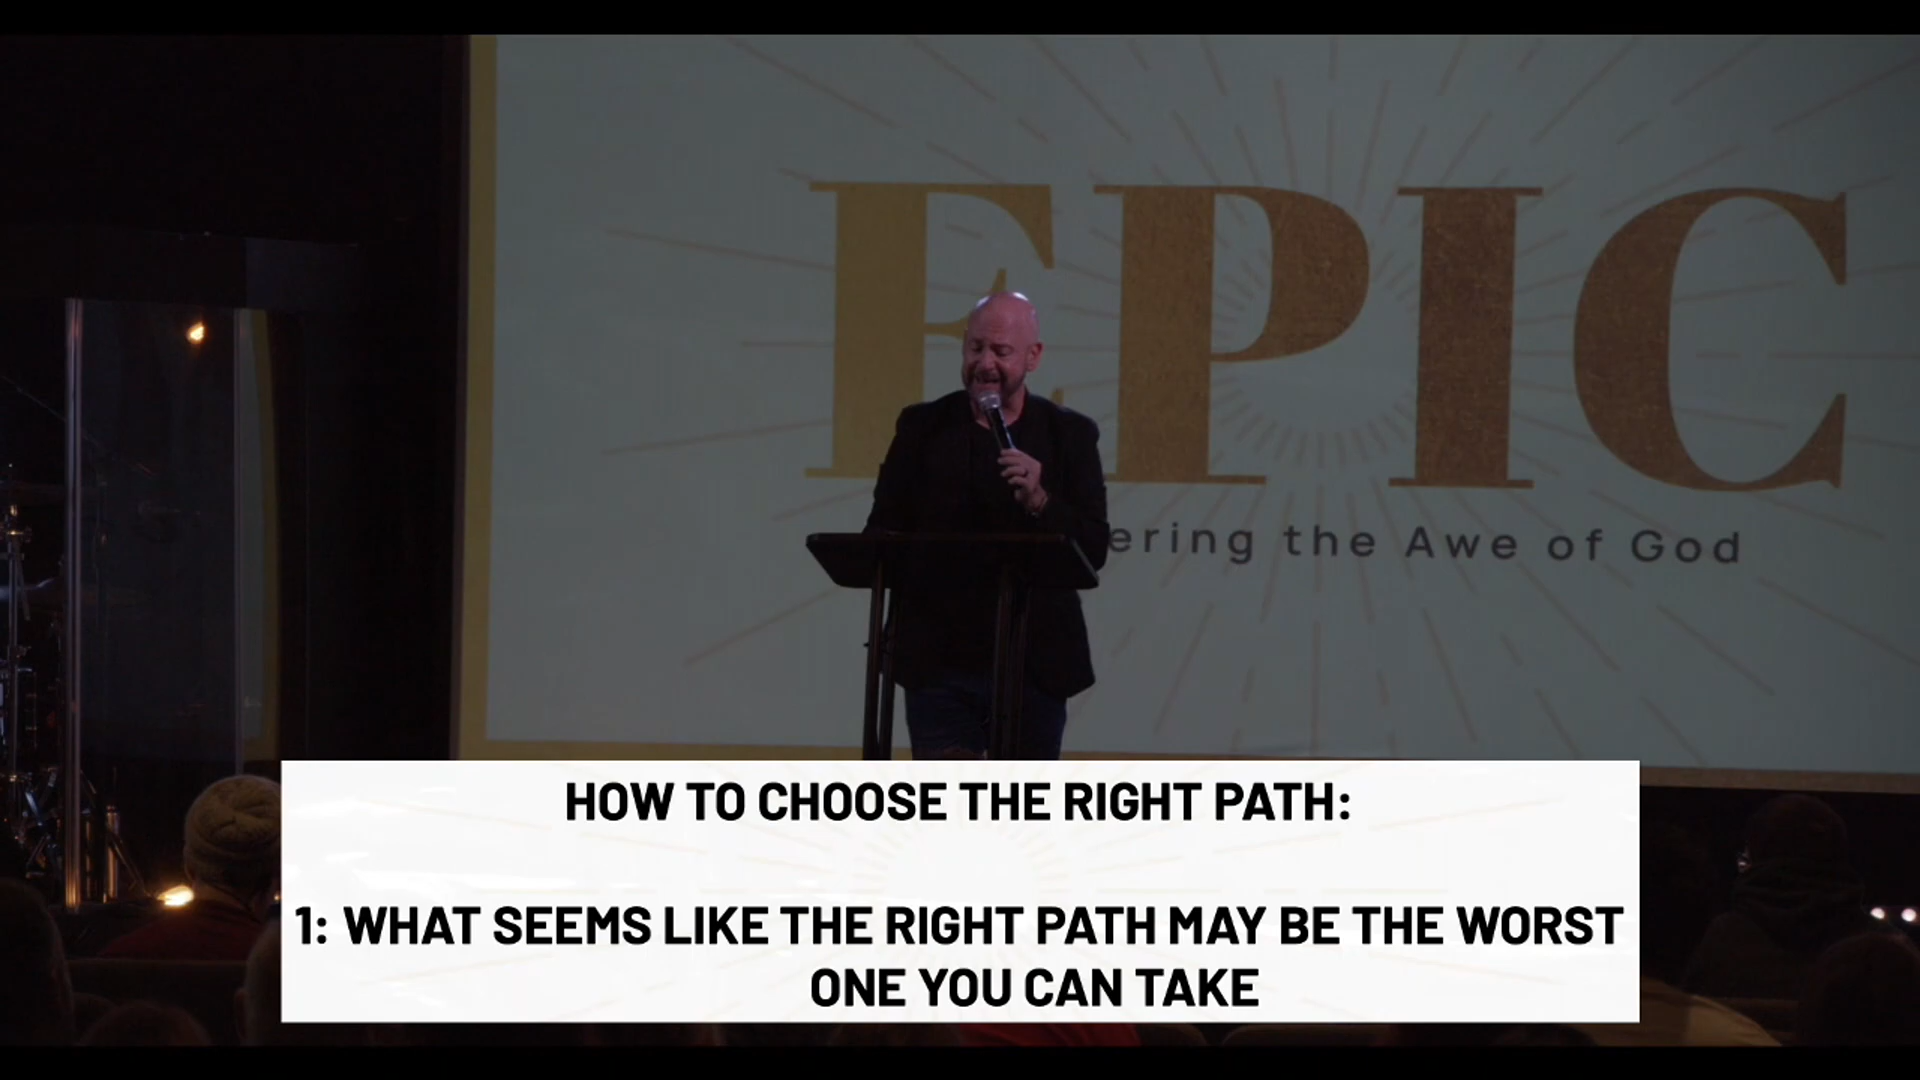 EPIC
ering the Awe of God
HOW TO CHOOSE THE RIGHT PATH:
1: WHAT SEEMS LIKE THE RIGHT PATH MAY BE THE WORST
ONE YOU CAN TAKE